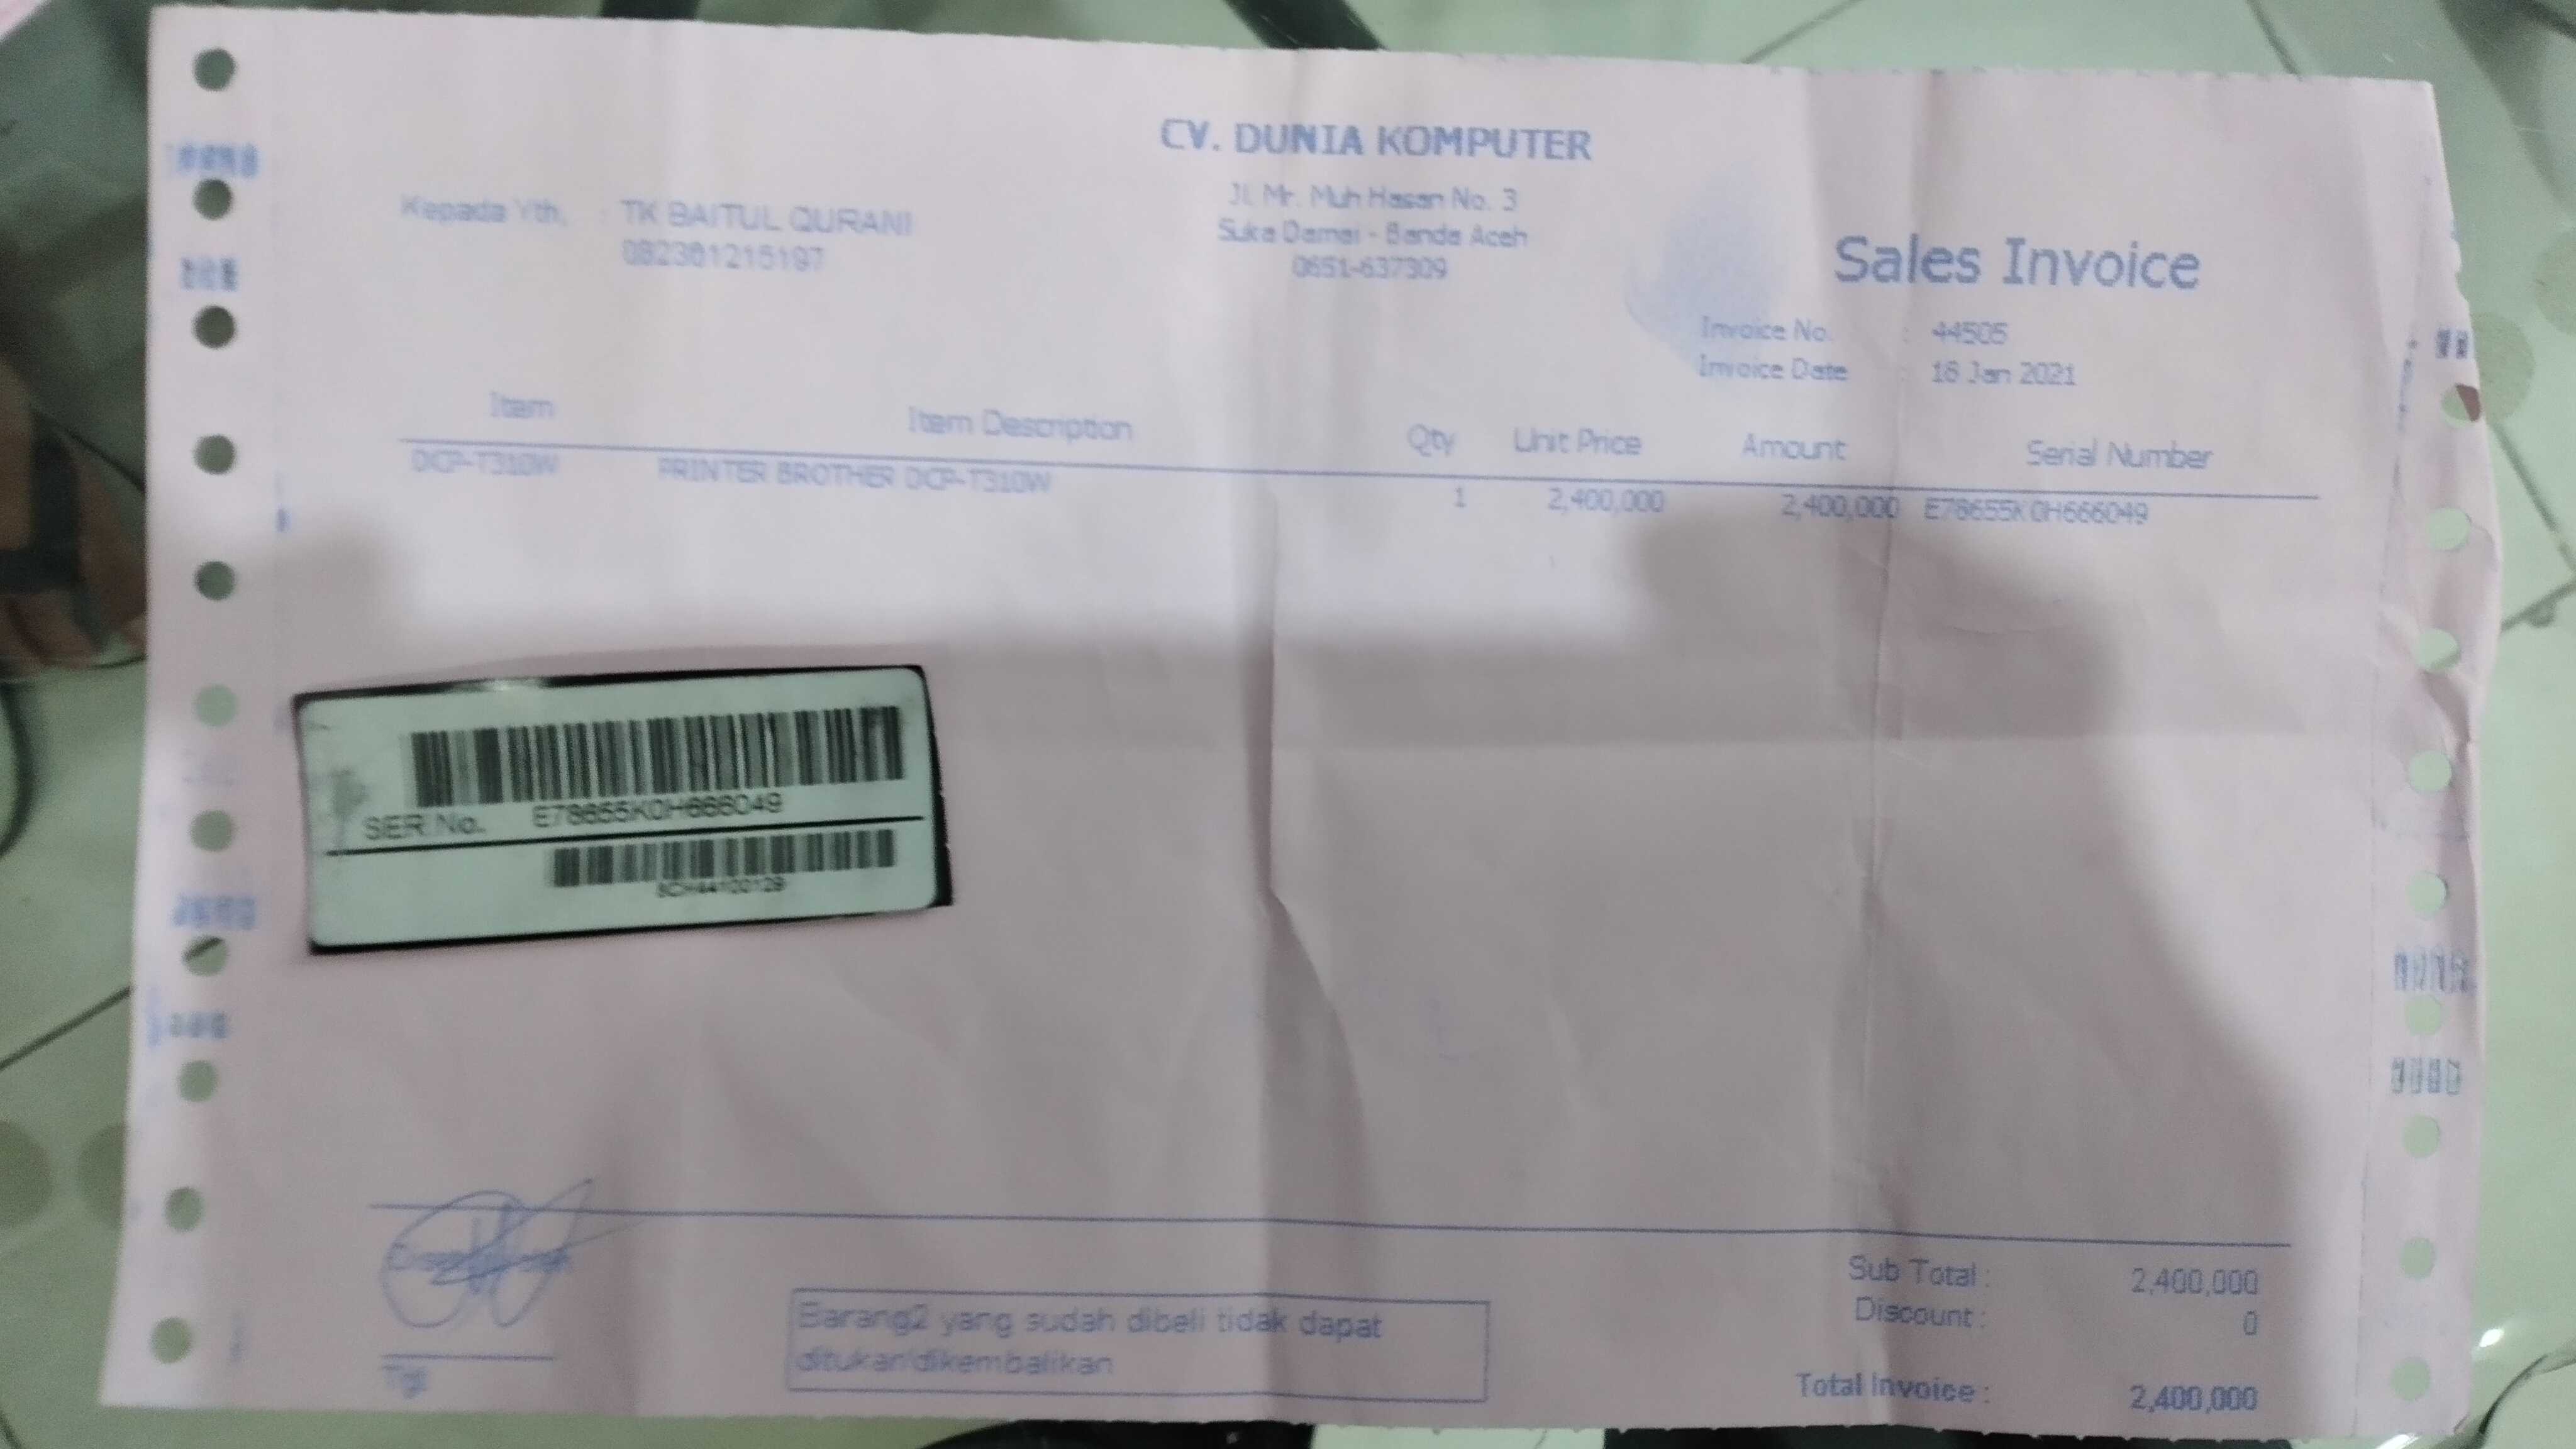 CV. DUNIA KOMPUTER
Jl. Mr. Muh Hasan No. 3
Suka Damai - Banda Aceh
0651-637309
Kepada Yth. : TK BAITUL QURANI
082301215197
Sales Invoice
Invoice No. : 44505
Invoice Date : 16 Jan 2021
Item Item Description Qty Unit Price Amount Serial Number
DCP-T310W PRINTER BROTHER DCP-T310W 1 2,400,000 2,400,000 E78655K0H666049
SER.No. E78655K0H666049
8CH44100129
Sub Total : 2,400,000
Discount : 0
Total Invoice : 2,400,000
Barang2 yang sudah dibeli tidak dapat
ditukar/dikembalikan
Tgl